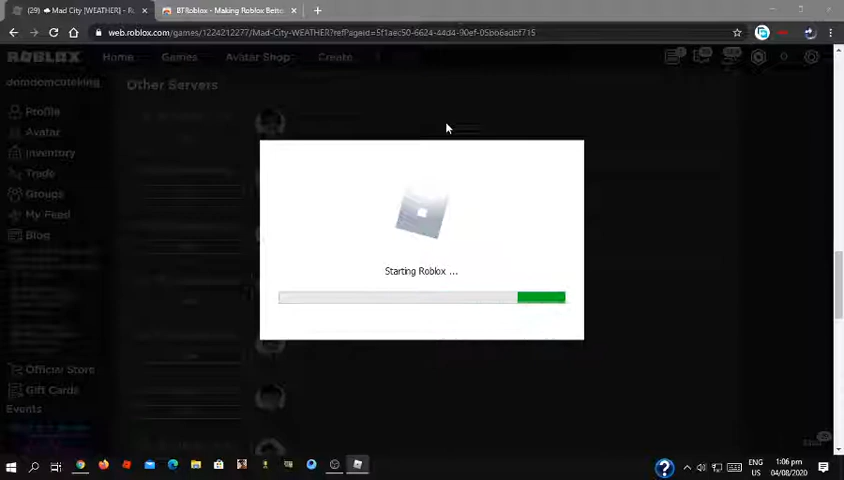 (29) ☁Mad City [WEATHER] - Ro
BTRoblox - Making Roblox Bette
web.roblox.com/games/1224212277/Mad-City-WEATHER?refPageId=5f1aec50-6624-44d4-90ef-05bb6adbf715
ROBLOX
Home
Games
Avatar Shop
Create
Other Servers
Profile
Avatar
Inventory
Trade
Groups
My Feed
Blog
Starting Roblox ...
Official Store
Gift Cards
Events
ENG
US
1:06 pm
04/08/2020